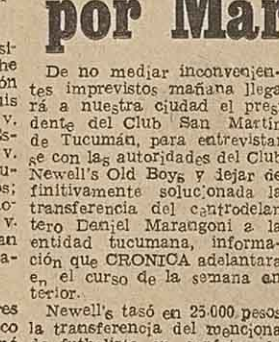 por Mar
De no mediar inconvenien-
tes imprevistos mañana llega
rá a nuestra ciudad el pres
dente del Club San Martín
de Tucumán, para entrevistar
se con las autoridades del Club
Newell's Old Boys y dejar de
finitivamente solucionada la
transferencia del centrodelan
tero Daniel Marangoni a la
entidad tucumana, informa-
ción que CRONICA adelantara
en el curso de la semana an
terior.
Newell's tasó en 25.000 pesos
la transferencia del menciona